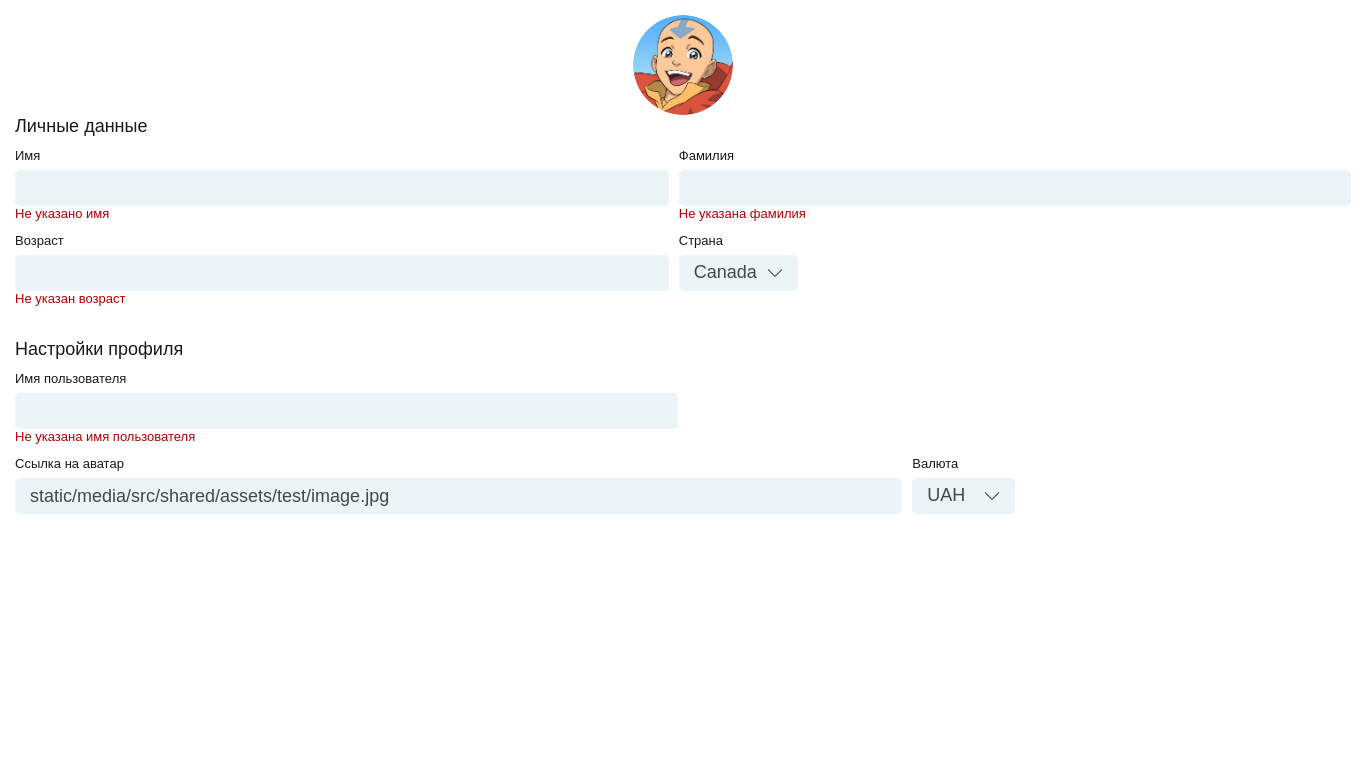 Личные данные
Имя
Фамилия
Не указано имя
Не указана фамилия
Возраст
Страна
Canada
Не указан возраст
Настройки профиля
Имя пользователя
Не указана имя пользователя
Ссылка на аватар
Валюта
static/media/src/shared/assets/test/image.jpg
UAH